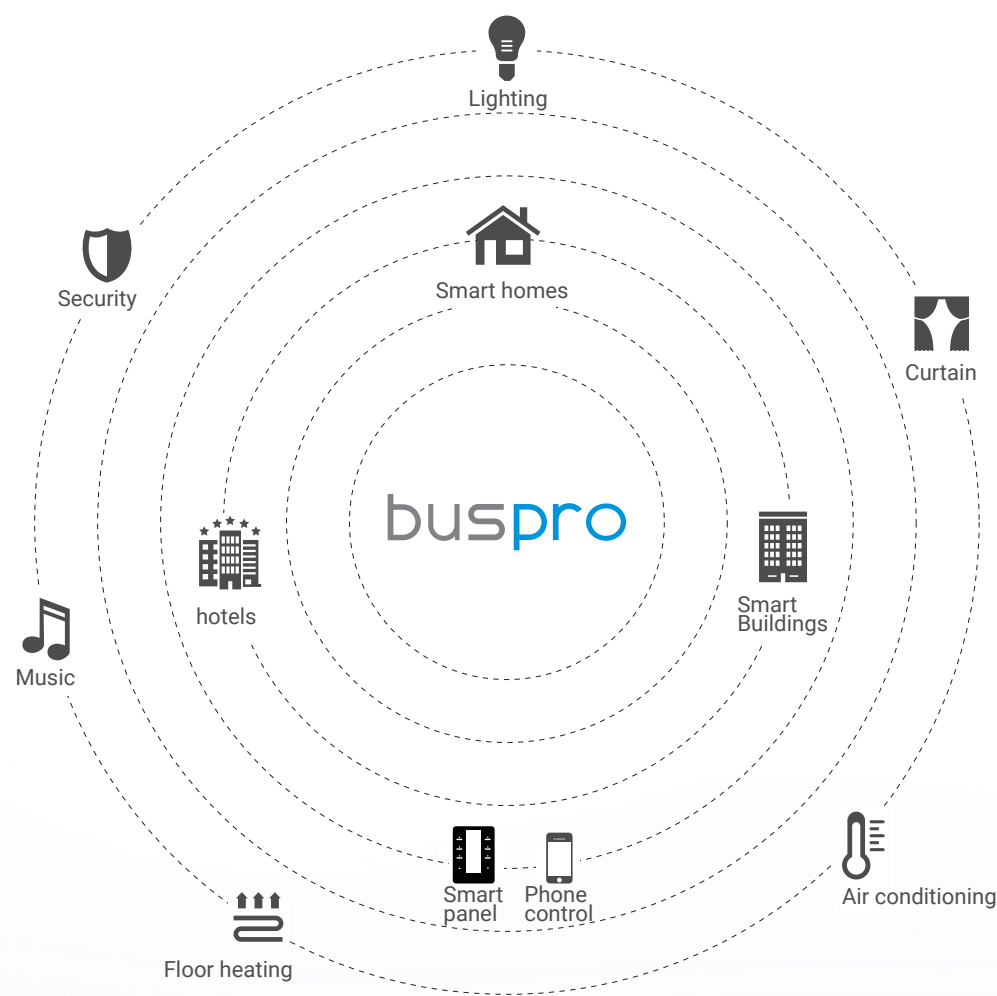 Lighting
Security
Smart homes
Curtain
buspro
hotels
Smart
Buildings
Music
Smart
panel
Phone
control
Air conditioning
Floor heating